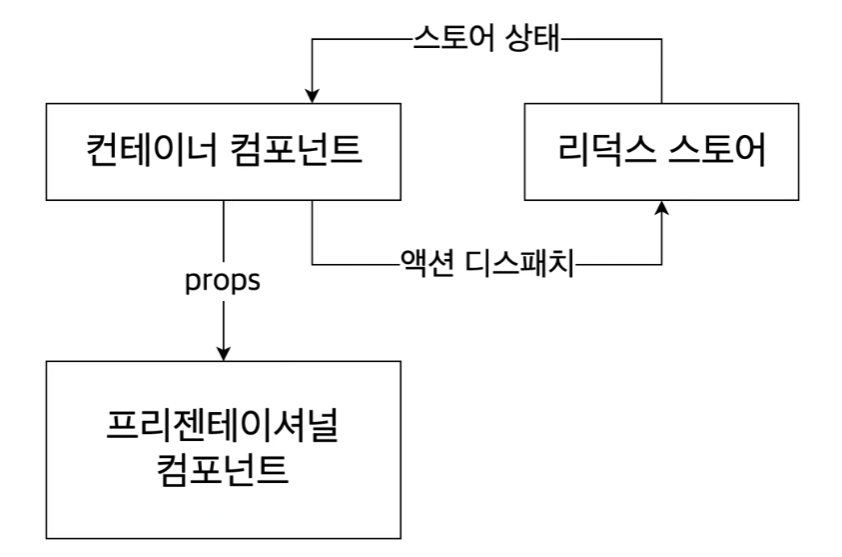 스토어 상태
컨테이너 컴포넌트
리덕스 스토어
액션 디스패치
props
프리젠테이셔널
컴포넌트